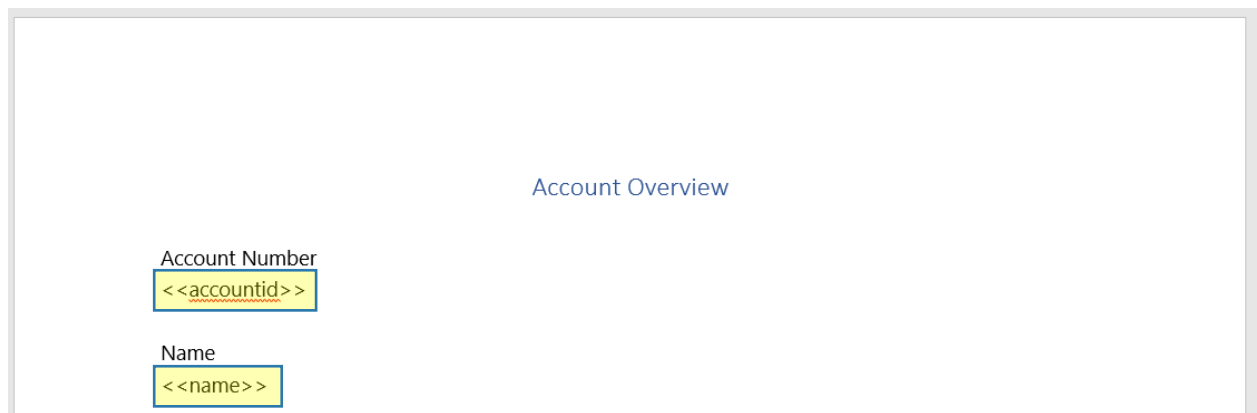 Account Overview
Account Number
<<accountid>>
Name
<<name>>